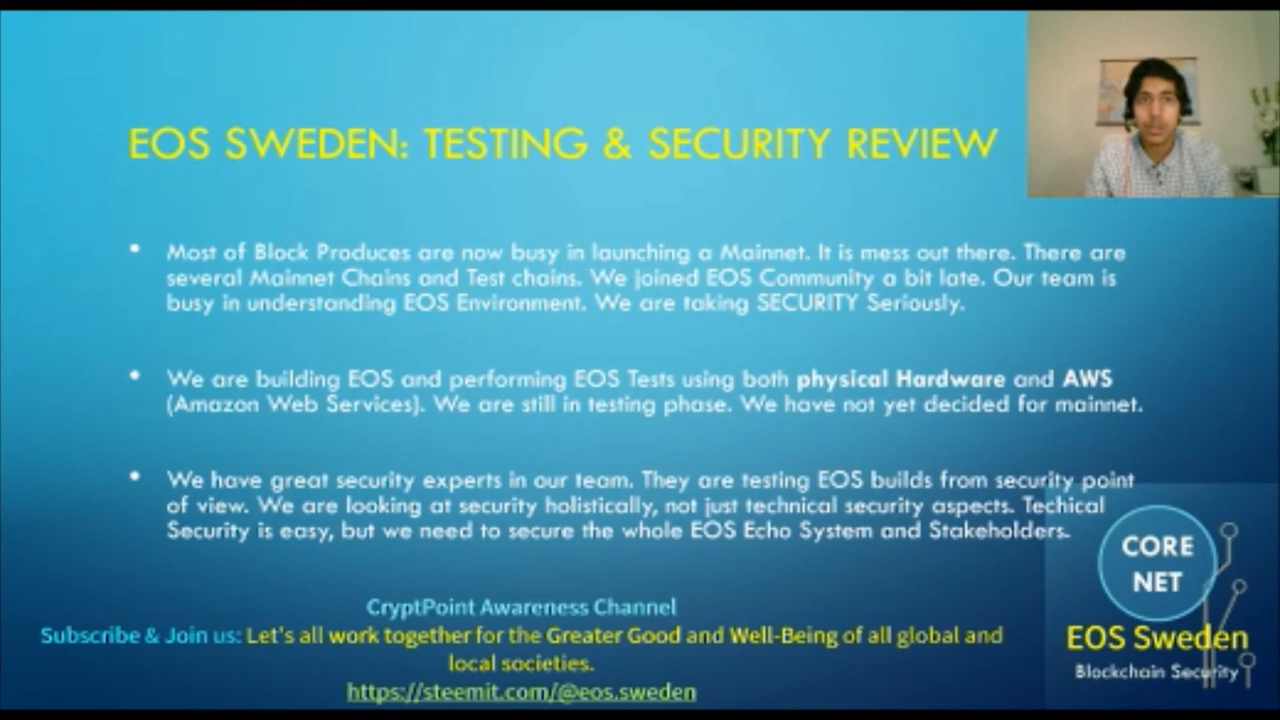 EOS SWEDEN: TESTING & SECURITY REVIEW
• Most of Block Produces are now busy in launching a Mainnet. It is mess out there. There are
several Mainnet Chains and Test chains. We joined EOS Community a bit late. Our team is
busy in understanding EOS Environment. We are taking SECURITY Seriously.
• We are building EOS and performing EOS Tests using both physical Hardware and AWS
(Amazon Web Services). We are still in testing phase. We have not yet decided for mainnet.
• We have great security experts in our team. They are testing EOS builds from security point
of view. We are looking at security holistically, not just technical security aspects. Techical
Security is easy, but we need to secure the whole EOS Echo System and Stakeholders.
CORE
NET
EOS Sweden
Blockchain Security
CryptPoint Awareness Channel
Subscribe & Join us: Let's all work together for the Greater Good and Well-Being of all global and
local societies.
https://steemit.com/@eos.sweden